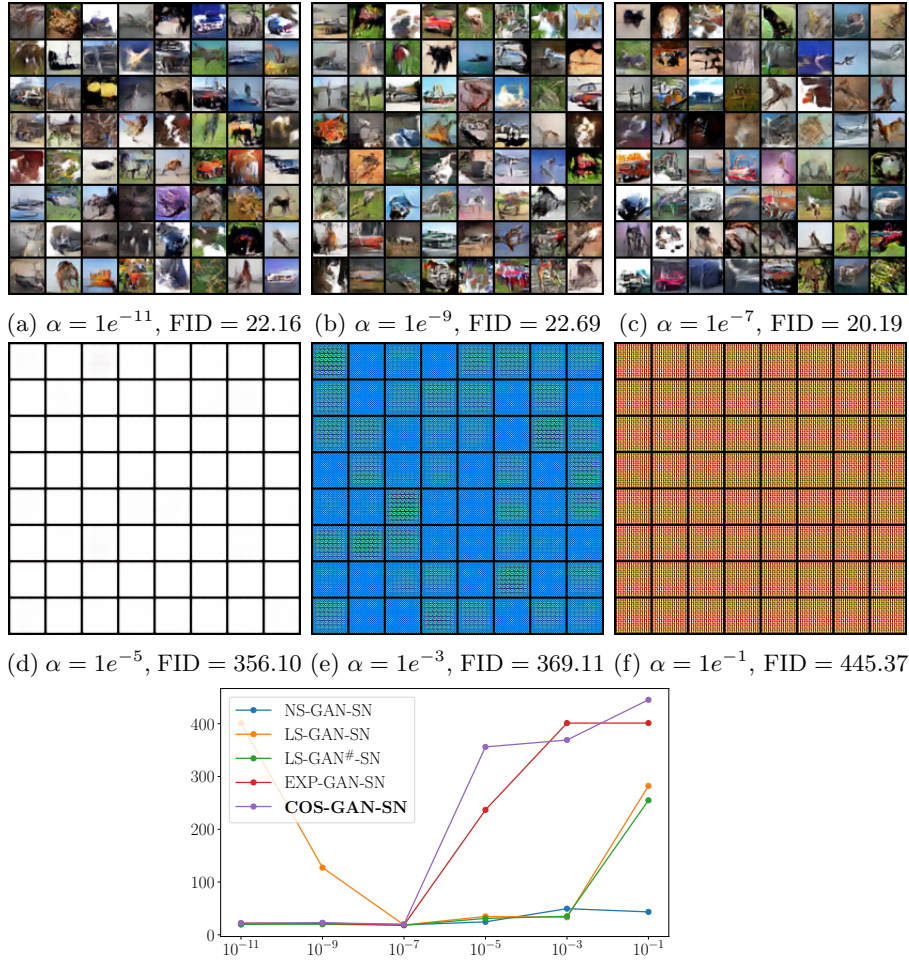 (a) α = 1e⁻¹¹, FID = 22.16 (b) α = 1e⁻⁹, FID = 22.69 (c) α = 1e⁻⁷, FID = 20.19
(d) α = 1e⁻⁵, FID = 356.10 (e) α = 1e⁻³, FID = 369.11 (f) α = 1e⁻¹, FID = 445.37
NS-GAN-SN
LS-GAN-SN
LS-GAN#-SN
EXP-GAN-SN
COS-GAN-SN
400
300
200
100
0
10⁻¹¹ 10⁻⁹ 10⁻⁷ 10⁻⁵ 10⁻³ 10⁻¹